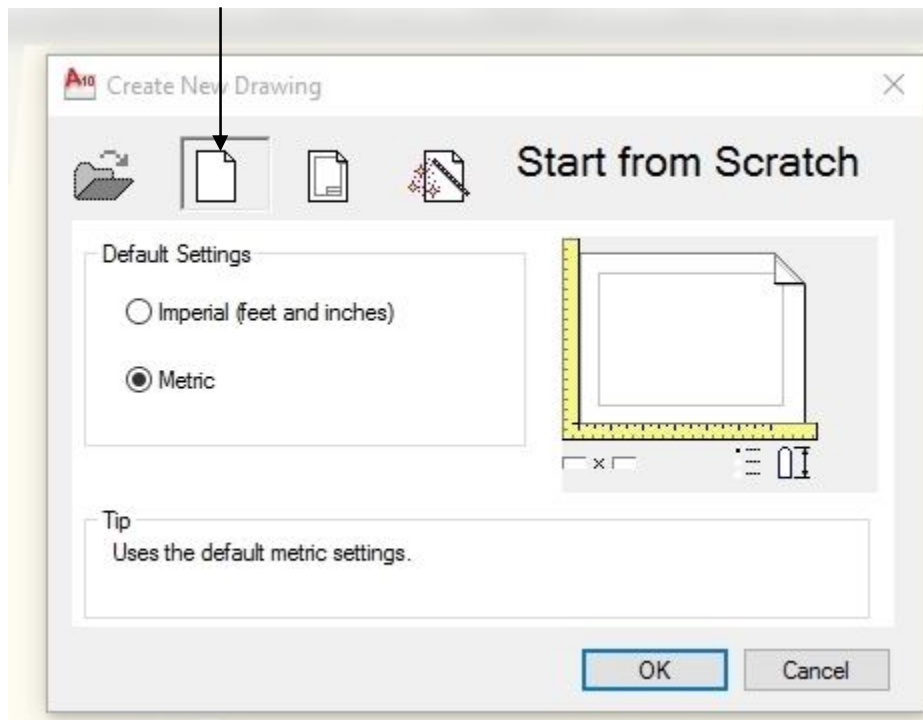 A10 Create New Drawing
Start from Scratch
Default Settings
Imperial (feet and inches)
Metric
Tip
Uses the default metric settings.
OK Cancel